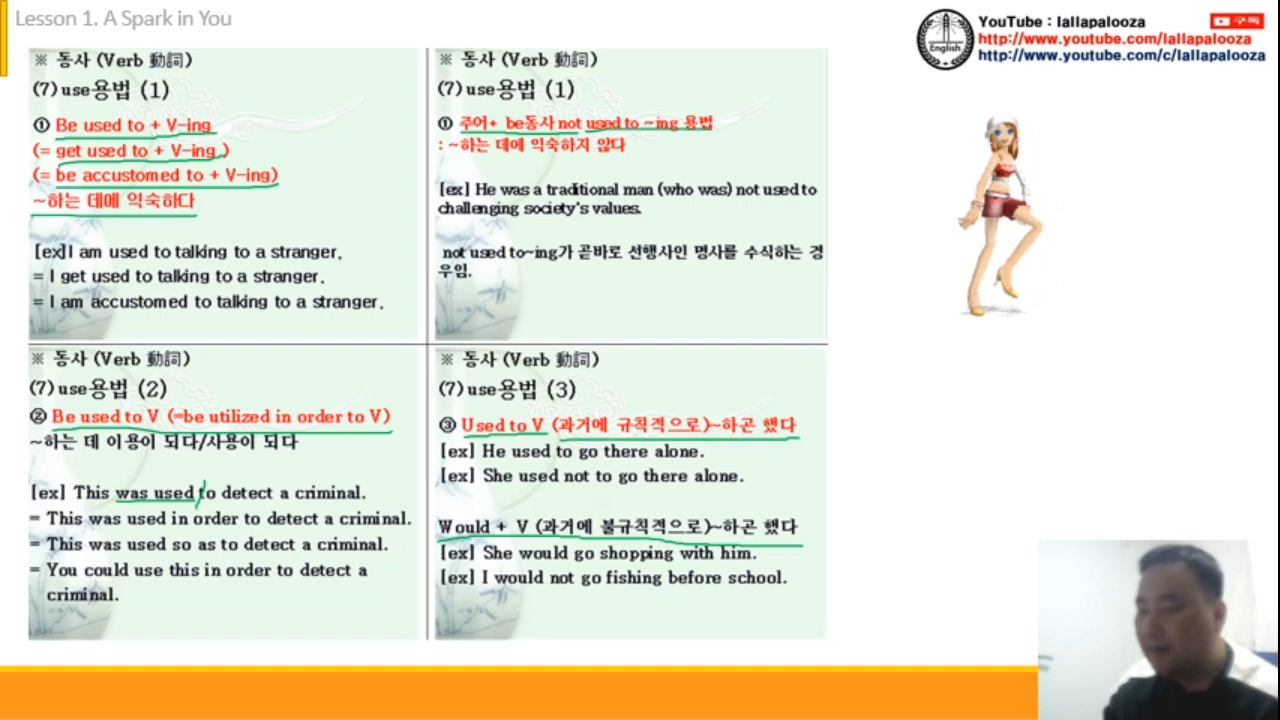 Lesson 1. A Spark in You
YouTube : lallapalooza
구독
http://www.youtube.com/lallapalooza
http://www.youtube.com/c/lallapalooza
English
※ 동사 (Verb 動詞)
(7) use용법 (1)
① Be used to + V-ing
(= get used to + V-ing )
(= be accustomed to + V-ing)
~하는 데에 익숙하다
[ex]I am used to talking to a stranger.
= I get used to talking to a stranger.
= I am accustomed to talking to a stranger.
※ 동사 (Verb 動詞)
(7) use용법 (1)
① 주어+ be동사 not used to ~ing 용법
: ~하는 데에 익숙하지 않다
[ex] He was a traditional man (who was) not used to
challenging society's values.
not used to~ing가 곧바로 선행사인 명사를 수식하는 경
우임.
※ 동사 (Verb 動詞)
(7) use용법 (2)
② Be used to V (=be utilized in order to V)
~하는 데 이용이 되다/사용이 되다
[ex] This was used to detect a criminal.
= This was used in order to detect a criminal.
= This was used so as to detect a criminal.
= You could use this in order to detect a
criminal.
※ 동사 (Verb 動詞)
(7) use용법 (3)
③ Used to V (과거에 규칙적으로)~하곤 했다
[ex] He used to go there alone.
[ex] She used not to go there alone.
Would + V (과거에 불규칙적으로)~하곤 했다
[ex] She would go shopping with him.
[ex] I would not go fishing before school.